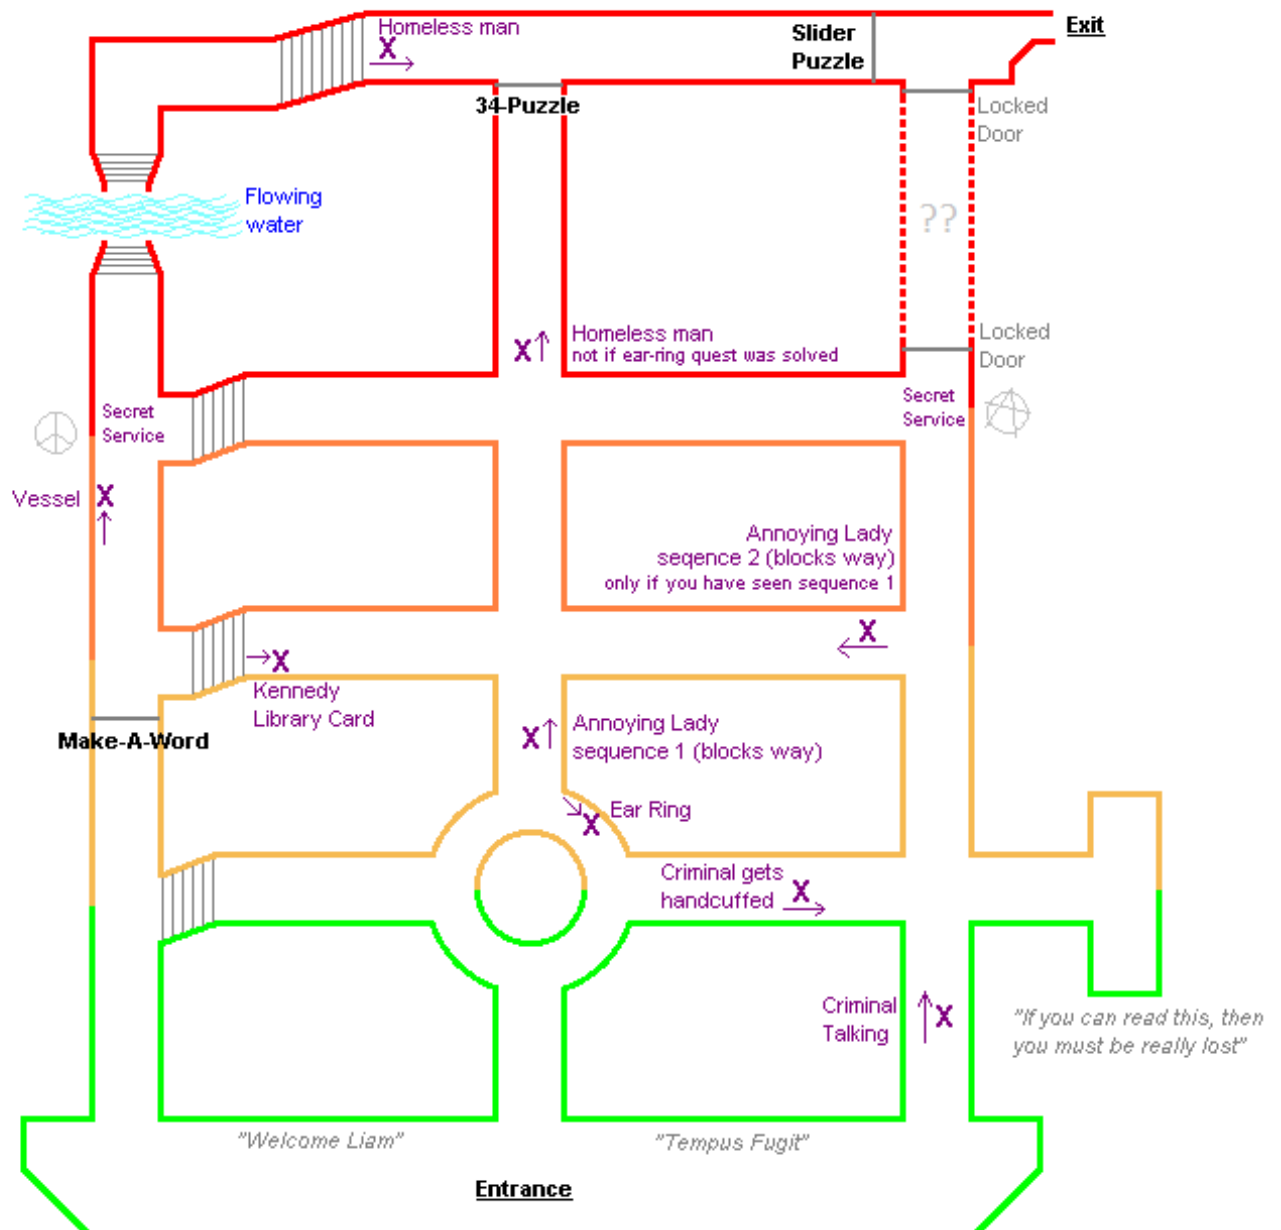 Homeless man
X
Slider
Puzzle
Exit
34-Puzzle
Locked
Door
Flowing
water
??
Homeless man
not if ear-ring quest was solved
X
Locked
Door
Secret
Service
Secret
Service
Vessel X
Annoying Lady
seqence 2 (blocks way)
only if you have seen sequence 1
X
X
Kennedy
Library Card
Make-A-Word
Annoying Lady
sequence 1 (blocks way)
X
Ear Ring
X
Criminal gets
handcuffed
X
Criminal
Talking
X
"If you can read this, then
you must be really lost"
"Welcome Liam"
"Tempus Fugit"
Entrance